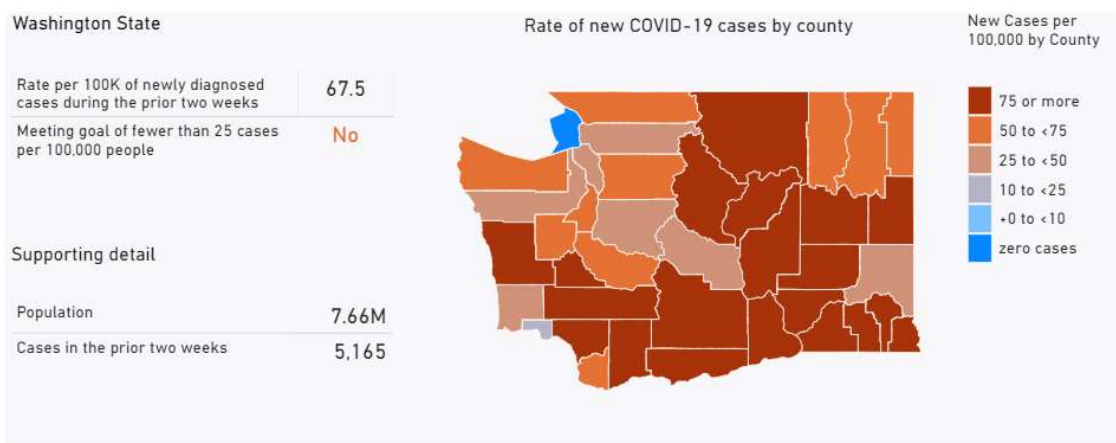 Washington State
Rate per 100K of newly diagnosed
cases during the prior two weeks
67.5
Meeting goal of fewer than 25 cases
per 100,000 people
No
Supporting detail
Population
7.66M
Cases in the prior two weeks
5,165
Rate of new COVID-19 cases by county
New Cases per
100,000 by County
75 or more
50 to <75
25 to <50
10 to <25
+0 to <10
zero cases